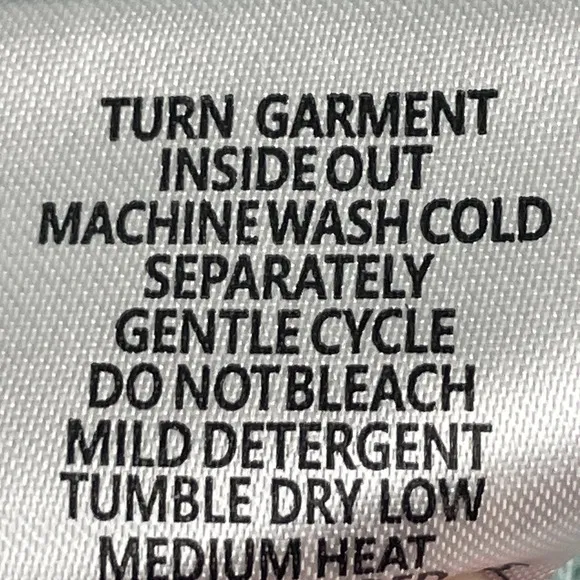 TURN GARMENT
INSIDE OUT
MACHINE WASH COLD
SEPARATELY
GENTLE CYCLE
DO NOT BLEACH
MILD DETERGENT
TUMBLE DRY LOW
MEDIUM HEAT